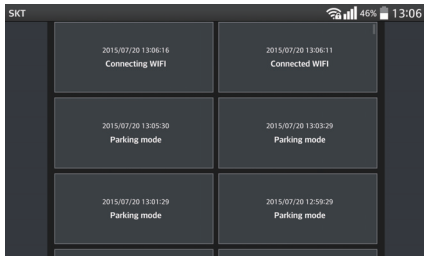 SKT 46% 13:06
2015/07/20 13:06:16
Connecting WIFI
2015/07/20 13:06:11
Connected WIFI
2015/07/20 13:05:30
Parking mode
2015/07/20 13:03:29
Parking mode
2015/07/20 13:01:29
Parking mode
2015/07/20 12:59:29
Parking mode